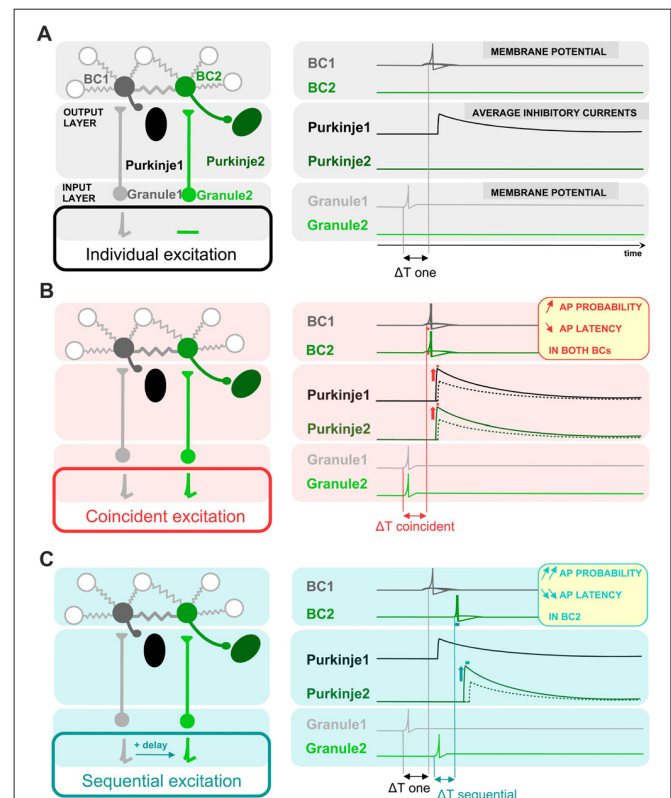 A
BC1
BC2
OUTPUT
LAYER
Purkinje1
Purkinje2
INPUT
LAYER
Granule1
Granule2
Individual excitation
BC1
MEMBRANE POTENTIAL
BC2
AVERAGE INHIBITORY CURRENTS
Purkinje1
Purkinje2
MEMBRANE POTENTIAL
Granule1
Granule2
time
ΔT one
B
Coincident excitation
BC1
BC2
AP PROBABILITY
AP LATENCY
IN BOTH BCs
Purkinje1
Purkinje2
Granule1
Granule2
ΔT coincident
C
+ delay
Sequential excitation
BC1
BC2
AP PROBABILITY
AP LATENCY
IN BC2
Purkinje1
Purkinje2
Granule1
Granule2
ΔT one
ΔT sequential